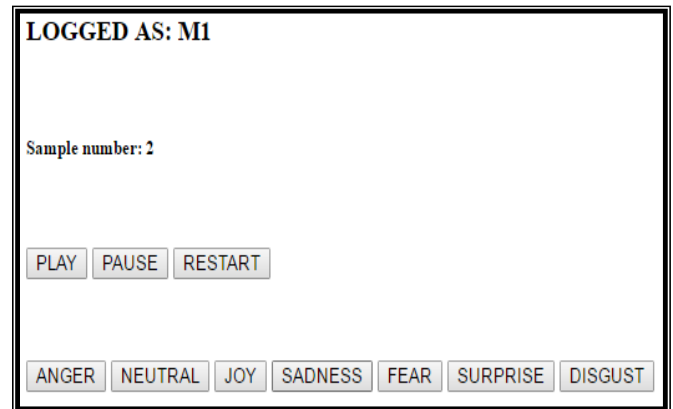 LOGGED AS: M1
Sample number: 2
PLAY PAUSE RESTART
ANGER NEUTRAL JOY SADNESS FEAR SURPRISE DISGUST